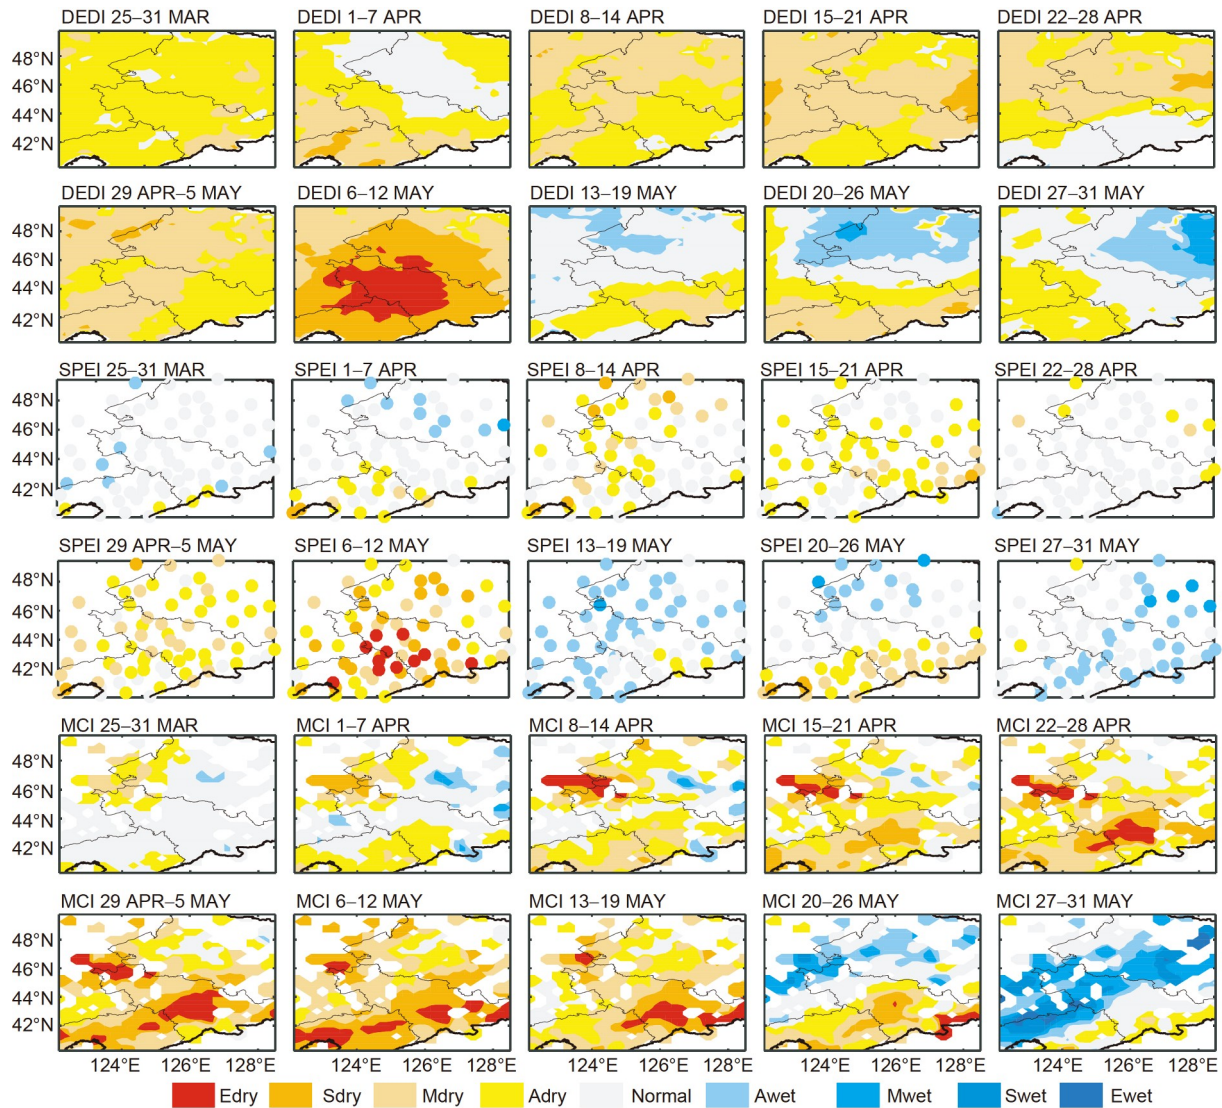 DEDI 25–31 MAR DEDI 1–7 APR DEDI 8–14 APR DEDI 15–21 APR DEDI 22–28 APR
48°N
46°N
44°N
42°N
DEDI 29 APR–5 MAY DEDI 6–12 MAY DEDI 13–19 MAY DEDI 20–26 MAY DEDI 27–31 MAY
48°N
46°N
44°N
42°N
SPEI 25–31 MAR SPEI 1–7 APR SPEI 8–14 APR SPEI 15–21 APR SPEI 22–28 APR
48°N
46°N
44°N
42°N
SPEI 29 APR–5 MAY SPEI 6–12 MAY SPEI 13–19 MAY SPEI 20–26 MAY SPEI 27–31 MAY
48°N
46°N
44°N
42°N
MCI 25–31 MAR MCI 1–7 APR MCI 8–14 APR MCI 15–21 APR MCI 22–28 APR
48°N
46°N
44°N
42°N
MCI 29 APR–5 MAY MCI 6–12 MAY MCI 13–19 MAY MCI 20–26 MAY MCI 27–31 MAY
48°N
46°N
44°N
42°N
124°E 128°E 124°E 128°E 124°E 128°E 124°E 128°E 124°E 128°E
Edry Sdry Mdry Adry Normal Awet Mwet Swet Ewet